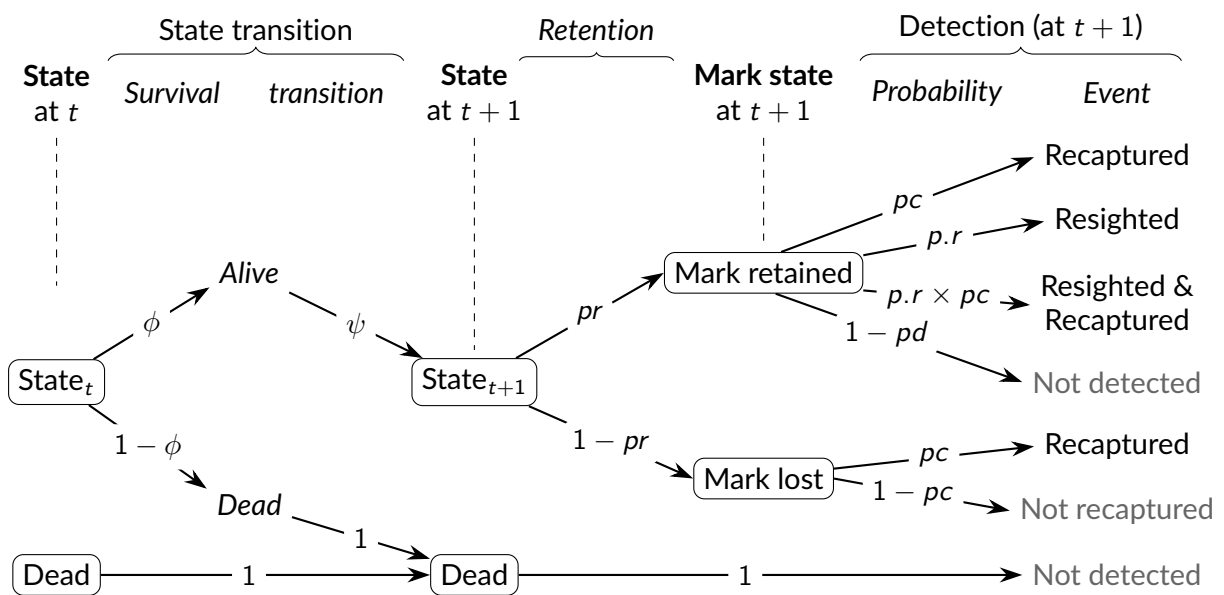 State transition
Retention
Detection (at t + 1)
State
at t
Survival
transition
State
at t + 1
Mark state
at t + 1
Probability
Event
Recaptured
pc
Resighted
p.r
Alive
Mark retained
p.r × pc
Resighted &
Recaptured
ϕ
ψ
pr
1 − pd
State_t
State_{t+1}
Not detected
1 − ϕ
1 − pr
pc
Recaptured
Mark lost
1 − pc
Not recaptured
Dead
1
Dead
1
Dead
1
Not detected